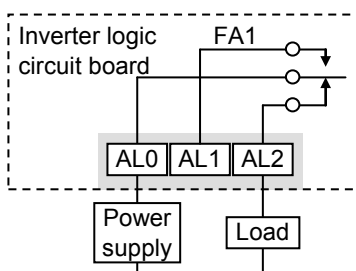 Inverter logic
circuit board
FA1
AL0 AL1 AL2
Power
supply
Load